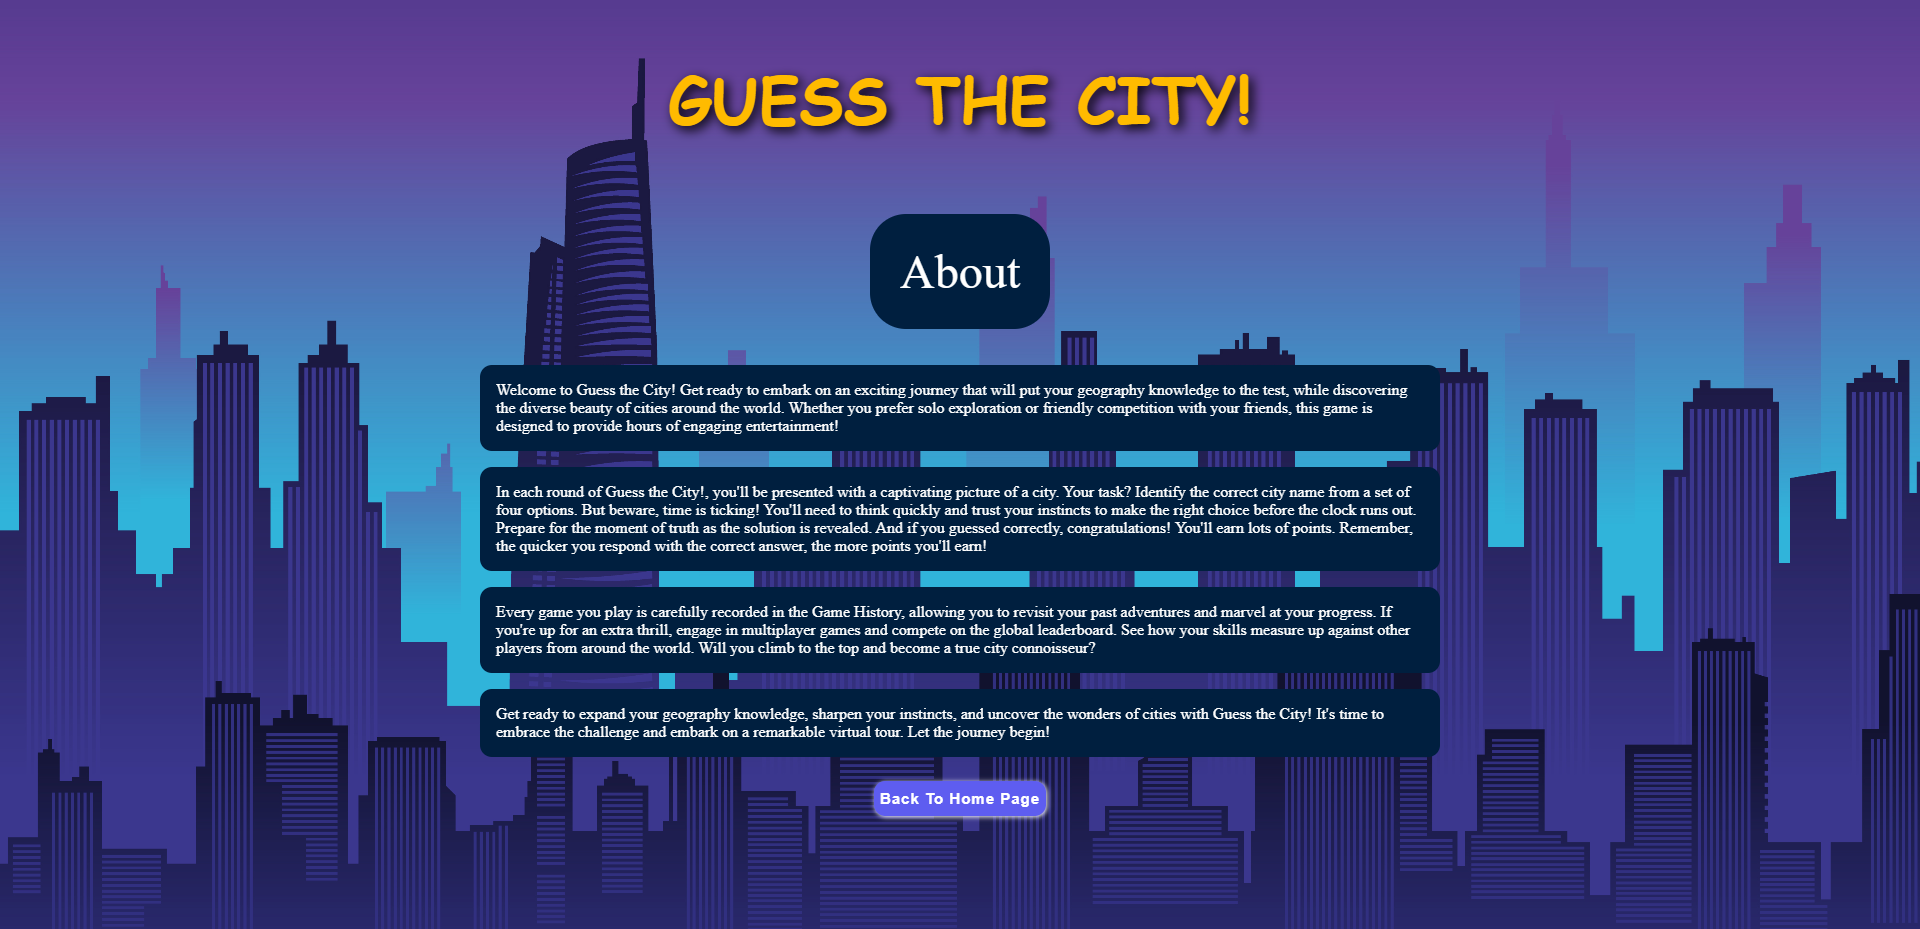 GUESS THE CITY!
About
Welcome to Guess the City! Get ready to embark on an exciting journey that will put your geography knowledge to the test, while discovering
the diverse beauty of cities around the world. Whether you prefer solo exploration or friendly competition with your friends, this game is
designed to provide hours of engaging entertainment!
In each round of Guess the City!, you'll be presented with a captivating picture of a city. Your task? Identify the correct city name from a set of
four options. But beware, time is ticking! You'll need to think quickly and trust your instincts to make the right choice before the clock runs out.
Prepare for the moment of truth as the solution is revealed. And if you guessed correctly, congratulations! You'll earn lots of points. Remember,
the quicker you respond with the correct answer, the more points you'll earn!
Every game you play is carefully recorded in the Game History, allowing you to revisit your past adventures and marvel at your progress. If
you're up for an extra thrill, engage in multiplayer games and compete on the global leaderboard. See how your skills measure up against other
players from around the world. Will you climb to the top and become a true city connoisseur?
Get ready to expand your geography knowledge, sharpen your instincts, and uncover the wonders of cities with Guess the City! It's time to
embrace the challenge and embark on a remarkable virtual tour. Let the journey begin!
Back To Home Page